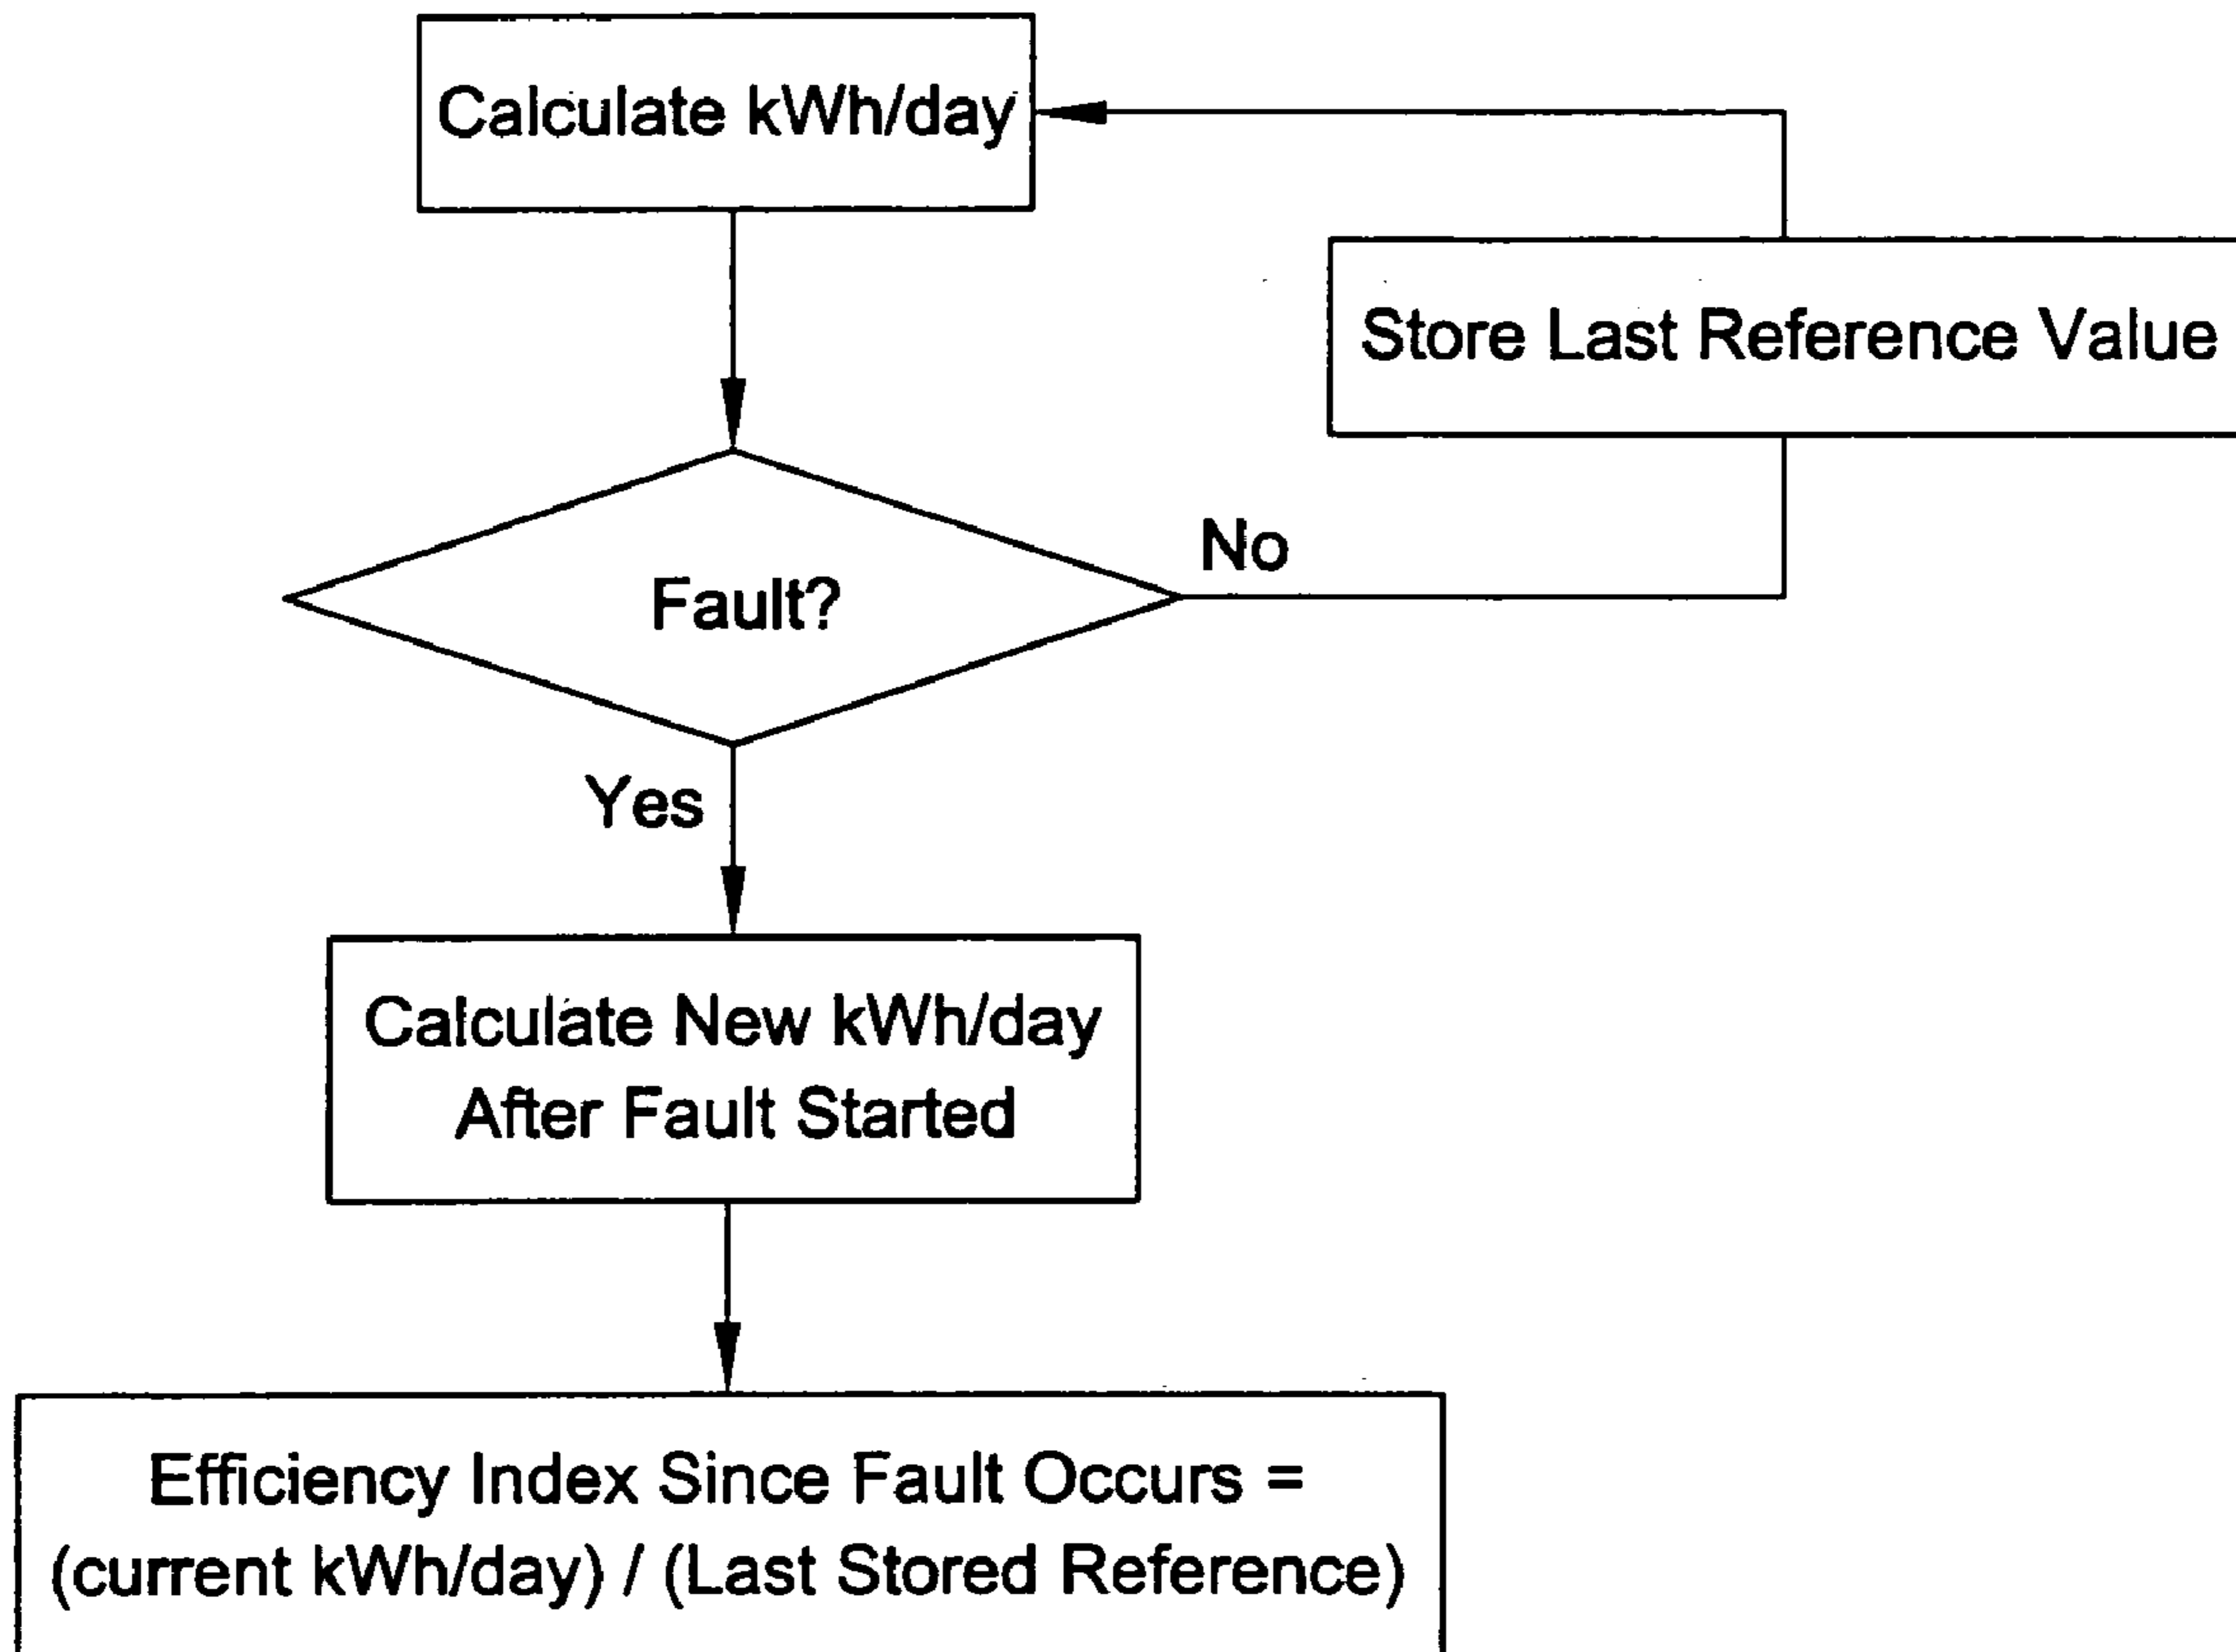 Calculate kWh/day
Store Last Reference Value
Fault?
No
Yes
Calculate New kWh/day
After Fault Started
Efficiency Index Since Fault Occurs =
(current kWh/day) / (Last Stored Reference)